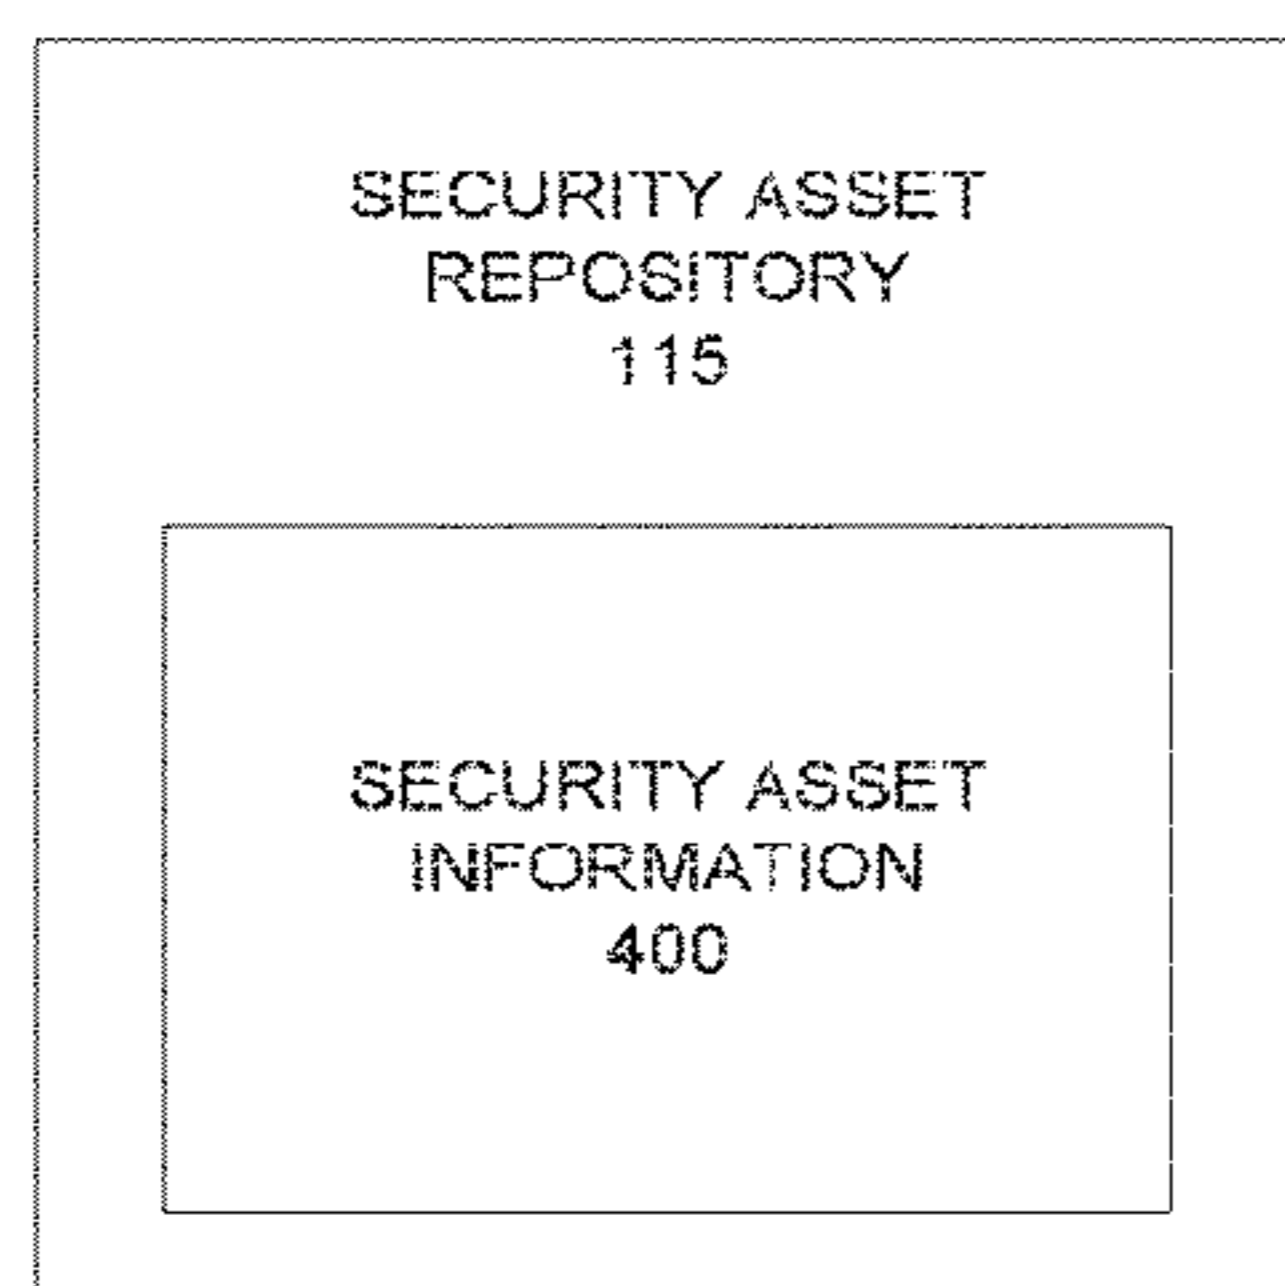 SECURITY ASSET
REPOSITORY
115
SECURITY ASSET
INFORMATION
400